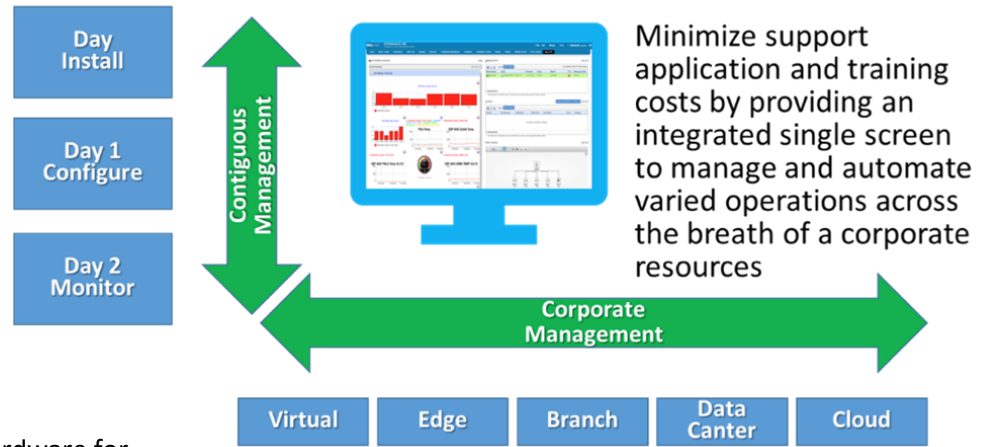 Day
Install
Day 1
Configure
Day 2
Monitor
Contiguous
Management
Minimize support
application and training
costs by providing an
integrated single screen
to manage and automate
varied operations across
the breath of a corporate
resources
Corporate
Management
Virtual
Edge
Branch
Data
Canter
Cloud
rdware for